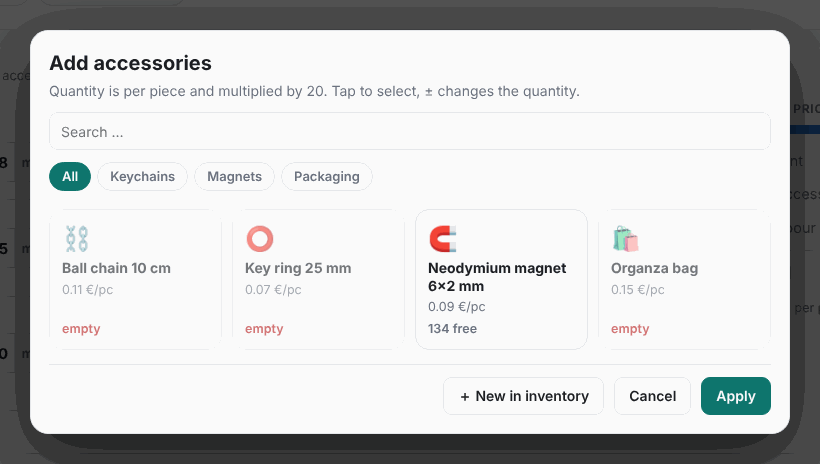 Add accessories
Quantity is per piece and multiplied by 20. Tap to select, ± changes the quantity.
Search ...
All
Keychains
Magnets
Packaging
Ball chain 10 cm
0.11 €/pc
empty
Key ring 25 mm
0.07 €/pc
empty
Neodymium magnet
6×2 mm
0.09 €/pc
134 free
Organza bag
0.15 €/pc
empty
+ New in inventory
Cancel
Apply